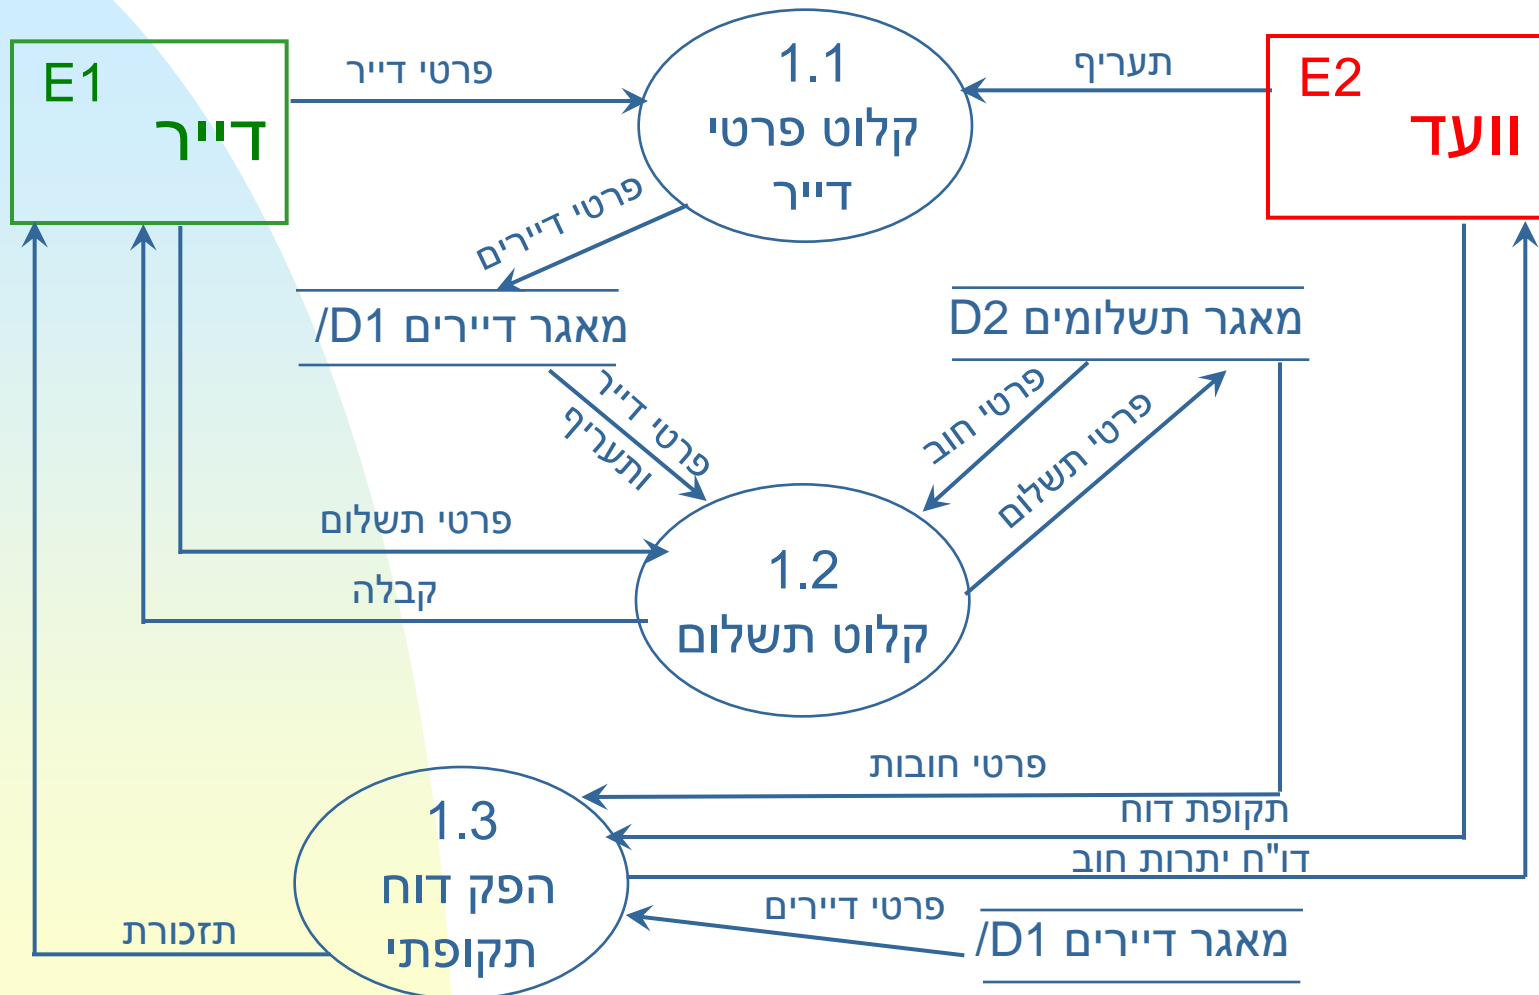 E1
דייר
פרטי דייר
1.1
קלוט פרטי
דייר
תעריף
E2
וועד
פרטי דיירים
מאגר דיירים D1/
מאגר תשלומים D2
פרטי דייר
ותעריף
פרטי חוב
פרטי תשלום
פרטי תשלום
קבלה
1.2
קלוט תשלום
פרטי חובות
תקופת דוח
דו"ח יתרות חוב
1.3
הפק דוח
תקופתי
פרטי דיירים
מאגר דיירים D1/
תזכורת